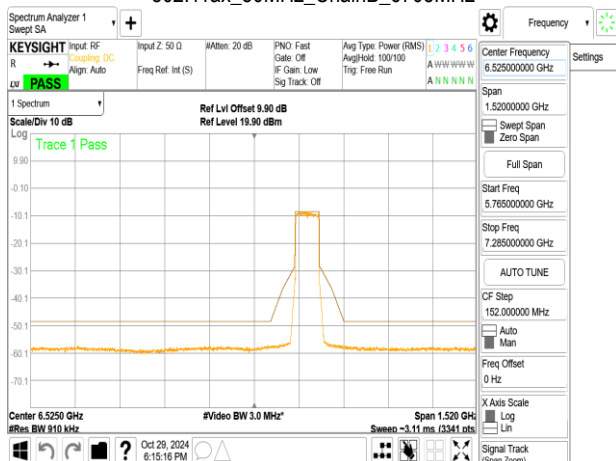 Spectrum Analyzer 1
Swept SA
Frequency
KEYSIGHT
R
LXI
PASS
Input: RF
Coupling: DC
Align: Auto
Input Z: 50 Ω
Freq Ref: Int (S)
#Atten: 20 dB
PNO: Fast
Gate: Off
IF Gain: Low
Sig Track: Off
Avg Type: Power (RMS)
Avg|Hold: 100/100
Trig: Free Run
1 2 3 4 5 6
A W W W W W
A N N N N N
Center Frequency
6.525000000 GHz
Settings
Span
1.52000000 GHz
Swept Span
Zero Span
Full Span
Start Freq
5.765000000 GHz
Stop Freq
7.285000000 GHz
AUTO TUNE
CF Step
152.000000 MHz
Auto
Man
Freq Offset
0 Hz
X Axis Scale
Log
Lin
Signal Track
(Span Zoom)
1 Spectrum
Scale/Div 10 dB
Ref Lvl Offset 9.90 dB
Ref Level 19.90 dBm
Log
Trace 1 Pass
9.90
-0.10
-10.1
-20.1
-30.1
-40.1
-50.1
-60.1
-70.1
Center 6.5250 GHz
#Video BW 3.0 MHz*
Span 1.520 GHz
#Res BW 910 kHz
Sweep ~3.11 ms (3341 pts)
?
Oct 29, 2024
6:15:16 PM